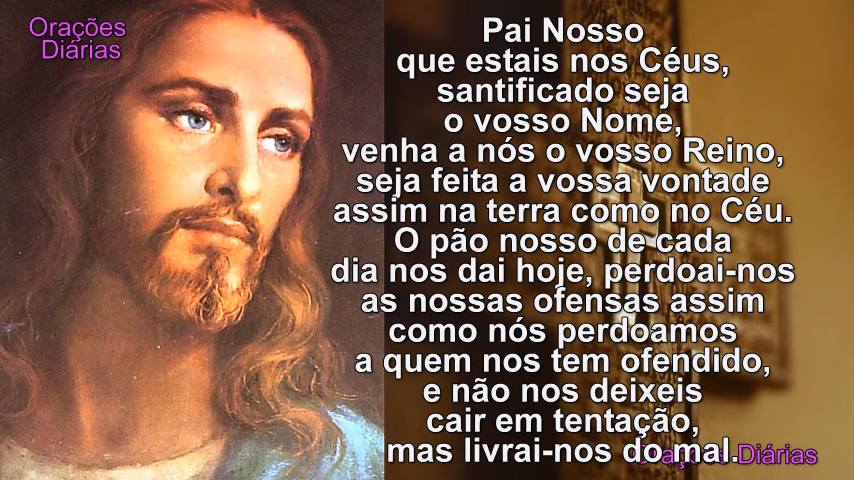 Orações
Diárias
Pai Nosso
que estais nos Céus,
santificado seja
o vosso Nome,
venha a nós o vosso Reino,
seja feita a vossa vontade
assim na terra como no Céu.
O pão nosso de cada
dia nos dai hoje, perdoai-nos
as nossas ofensas assim
como nós perdoamos
a quem nos tem ofendido,
e não nos deixeis
cair em tentação,
mas livrai-nos do mal.
Orações Diárias